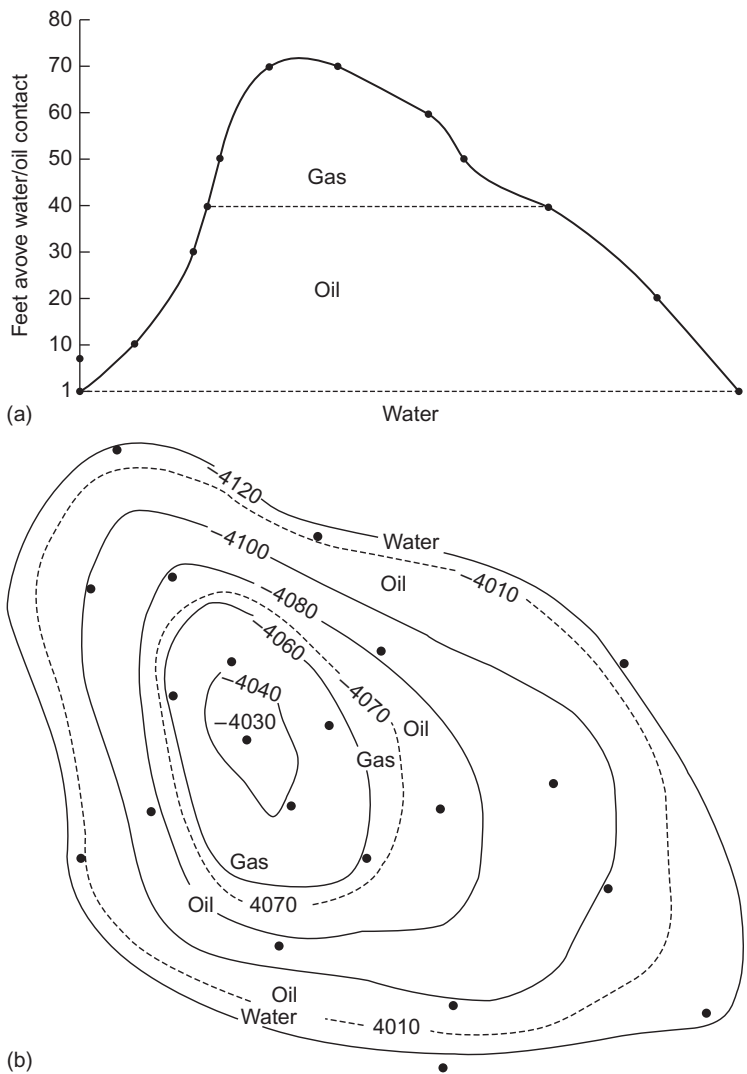 80
70
60
50
40
30
20
10
1
Feet avove water/oil contact
Gas
Oil
Water
(a)
–4120
Water
–4100
Oil
–4010
–4080
–4060
–4040
–4070
–4030
Oil
Gas
Gas
Oil
4070
Oil
Water
4010
(b)